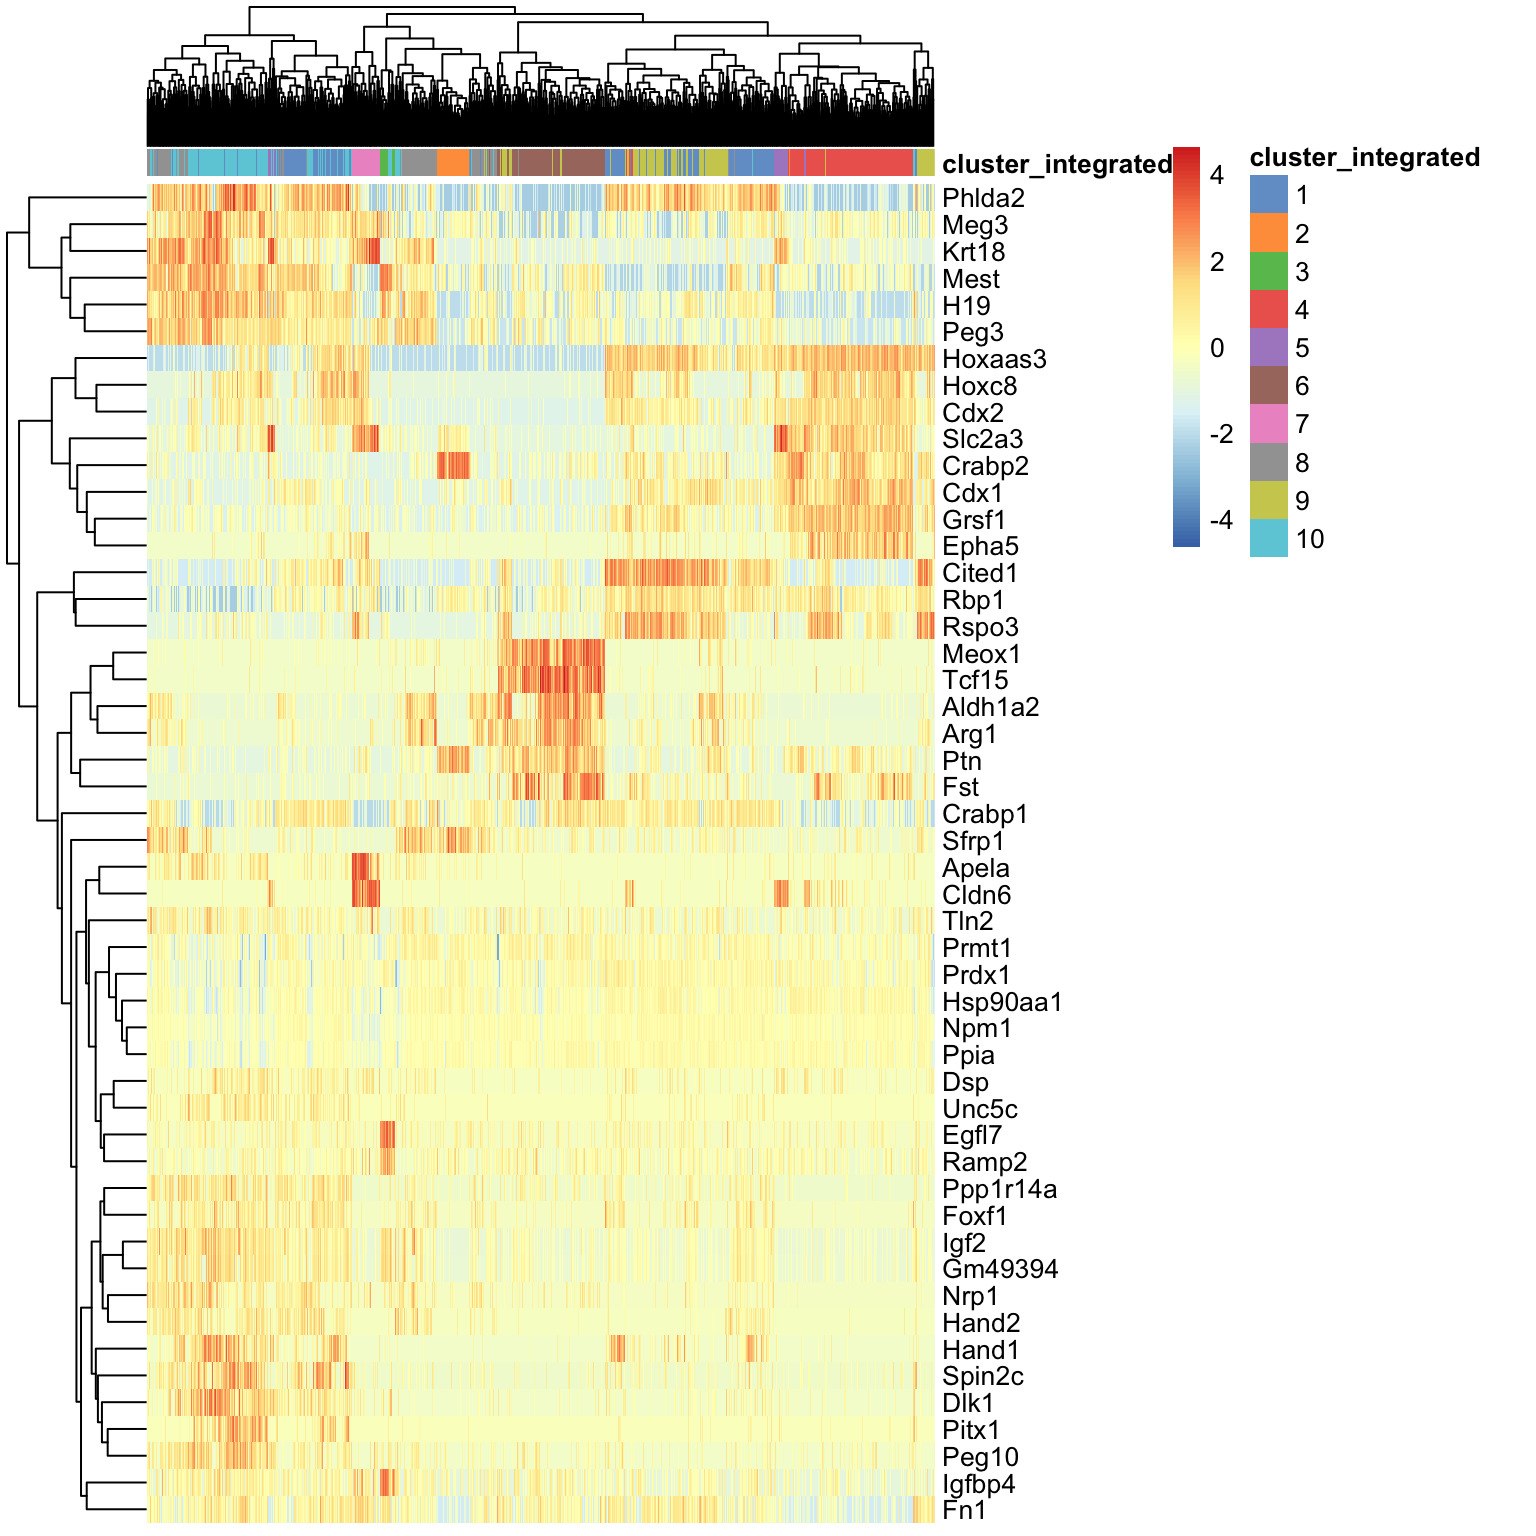 cluster_integrated
Phlda2
Meg3
Krt18
Mest
H19
Peg3
Hoxaas3
Hoxc8
Cdx2
Slc2a3
Crabp2
Cdx1
Grsf1
Epha5
Cited1
Rbp1
Rspo3
Meox1
Tcf15
Aldh1a2
Arg1
Ptn
Fst
Crabp1
Sfrp1
Apela
Cldn6
Tln2
Prmt1
Prdx1
Hsp90aa1
Npm1
Ppia
Dsp
Unc5c
Egfl7
Ramp2
Ppp1r14a
Foxf1
Igf2
Gm49394
Nrp1
Hand2
Hand1
Spin2c
Dlk1
Pitx1
Peg10
Igfbp4
Fn1
4
2
0
-2
-4
cluster_integrated
1
2
3
4
5
6
7
8
9
10